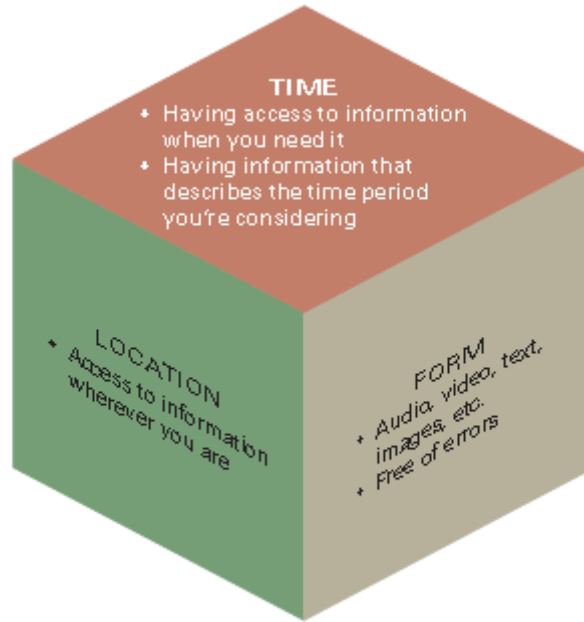 TIME
• Having access to information
when you need it
• Having information that
describes the time period
you're considering
LOCATION
• Access to information
wherever you are
FORM
• Audio, video, text,
images, etc.
• Free of errors